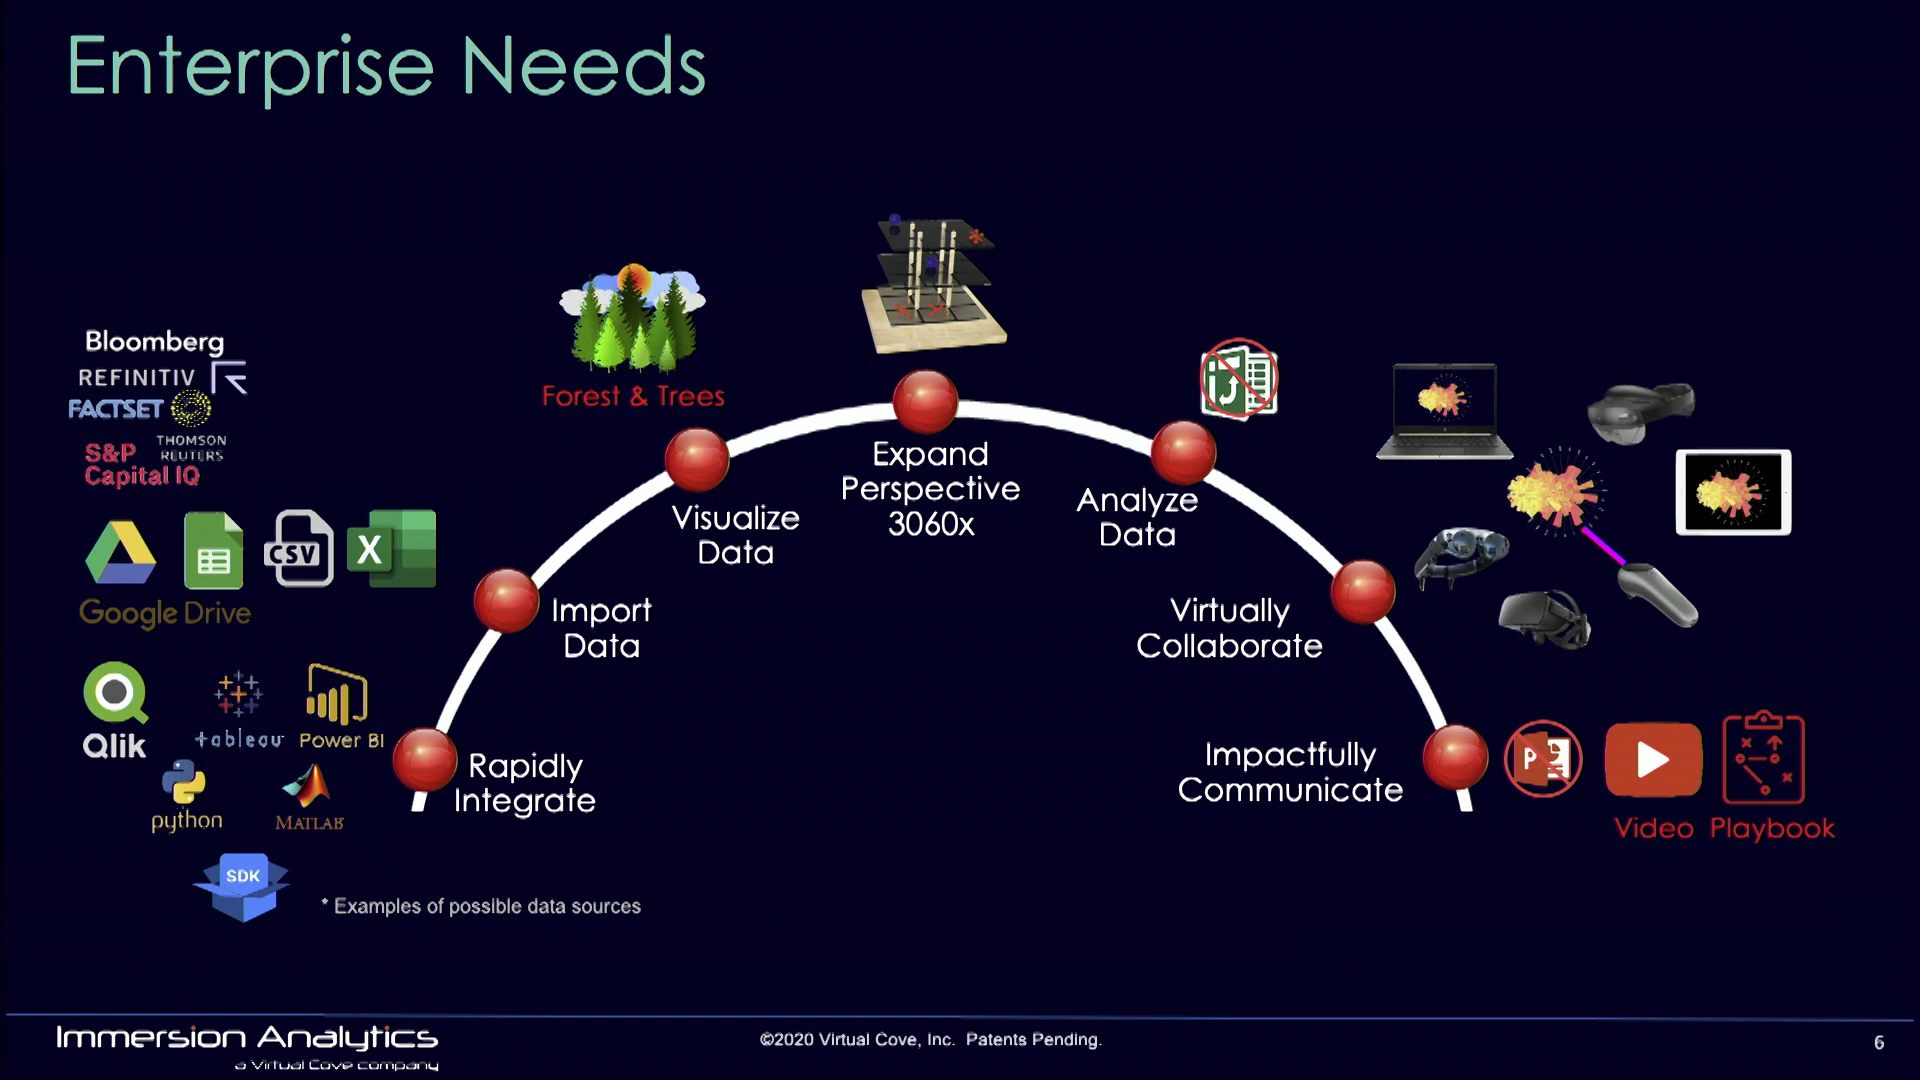 Enterprise Needs
Bloomberg
REFINITIV
FACTSET
THOMSON
REUTERS
S&P
Capital IQ
CSV
X
Google Drive
Qlik
+ableau
Power BI
python
MATLAB
SDK
* Examples of possible data sources
Rapidly
Integrate
Import
Data
Forest & Trees
Visualize
Data
Expand
Perspective
3060x
Analyze
Data
Virtually
Collaborate
Impactfully
Communicate
P
Video
Playbook
Immersion Analytics
a Virtual Cove company
©2020 Virtual Cove, Inc. Patents Pending.
6